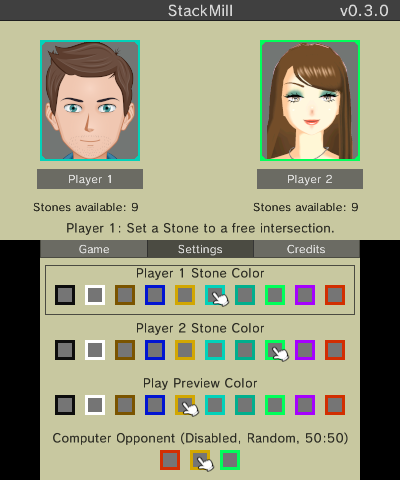 StackMill v0.3.0
Player 1 Player 2
Stones available: 9 Stones available: 9
Player 1: Set a Stone to a free intersection.
Game Settings Credits
Player 1 Stone Color
Player 2 Stone Color
Play Preview Color
Computer Opponent (Disabled, Random, 50:50)